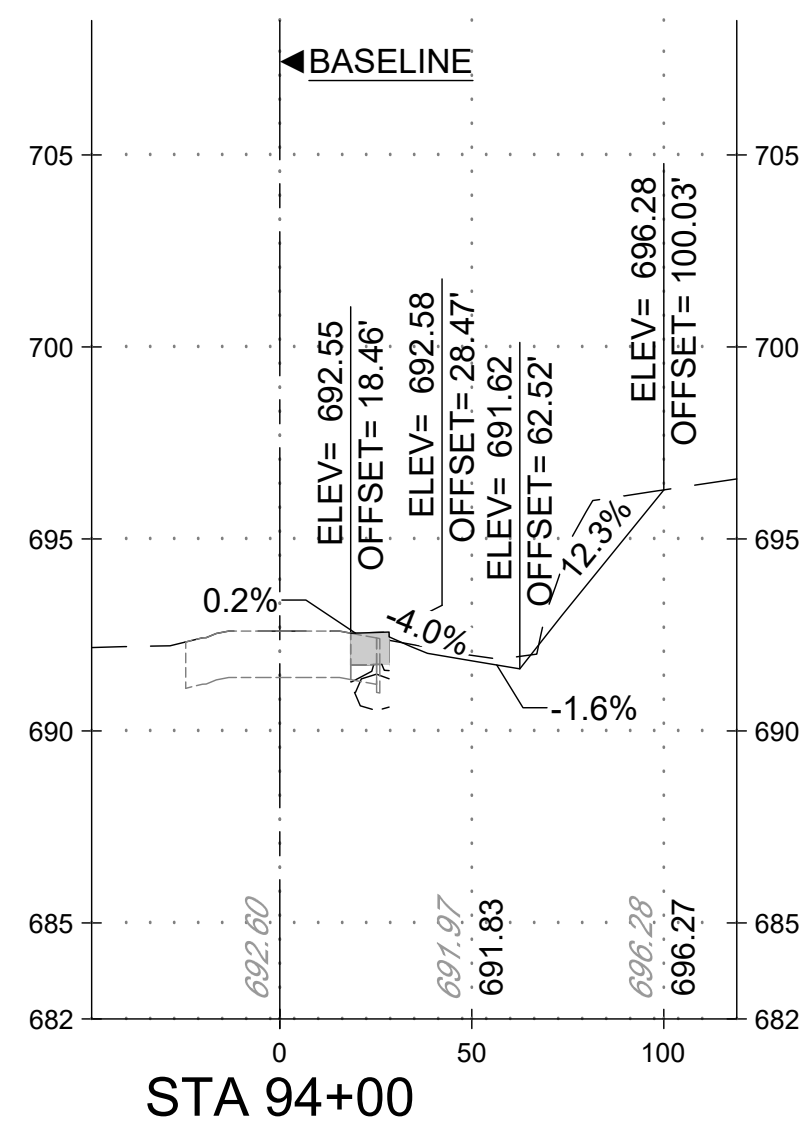 BASELINE
705
705
ELEV= 696.28
OFFSET= 100.03'
700
700
ELEV= 692.55
OFFSET= 18.46'
ELEV= 692.58
OFFSET= 28.47'
ELEV= 691.62
OFFSET= 62.52'
695
695
12.3%
0.2%
-4.0%
-1.6%
690
690
685
685
692.60
691.97
691.83
696.28
696.27
682
682
0
50
100
STA 94+00